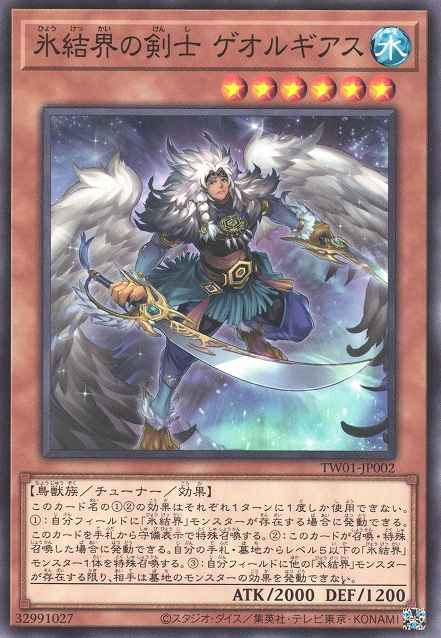 氷結界の剣士 ゲオルギアス
水
TW01-JP002
【鳥獣族／チューナー／効果】
このカード名の①②の効果はそれぞれ1ターンに1度しか使用できない。
①：自分フィールドに「氷結界」モンスターが存在する場合に発動できる。
このカードを手札から守備表示で特殊召喚する。②：このカードが召喚・特殊
召喚した場合に発動できる。自分の手札・墓地からレベル5以下の「氷結界」
モンスター1体を特殊召喚する。③：自分フィールドに他の「氷結界」モンスター
が存在する限り、相手は墓地のモンスターの効果を発動できない。
ATK/2000 DEF/1200
32991027 ©スタジオ・ダイス/集英社・テレビ東京・KONAMI